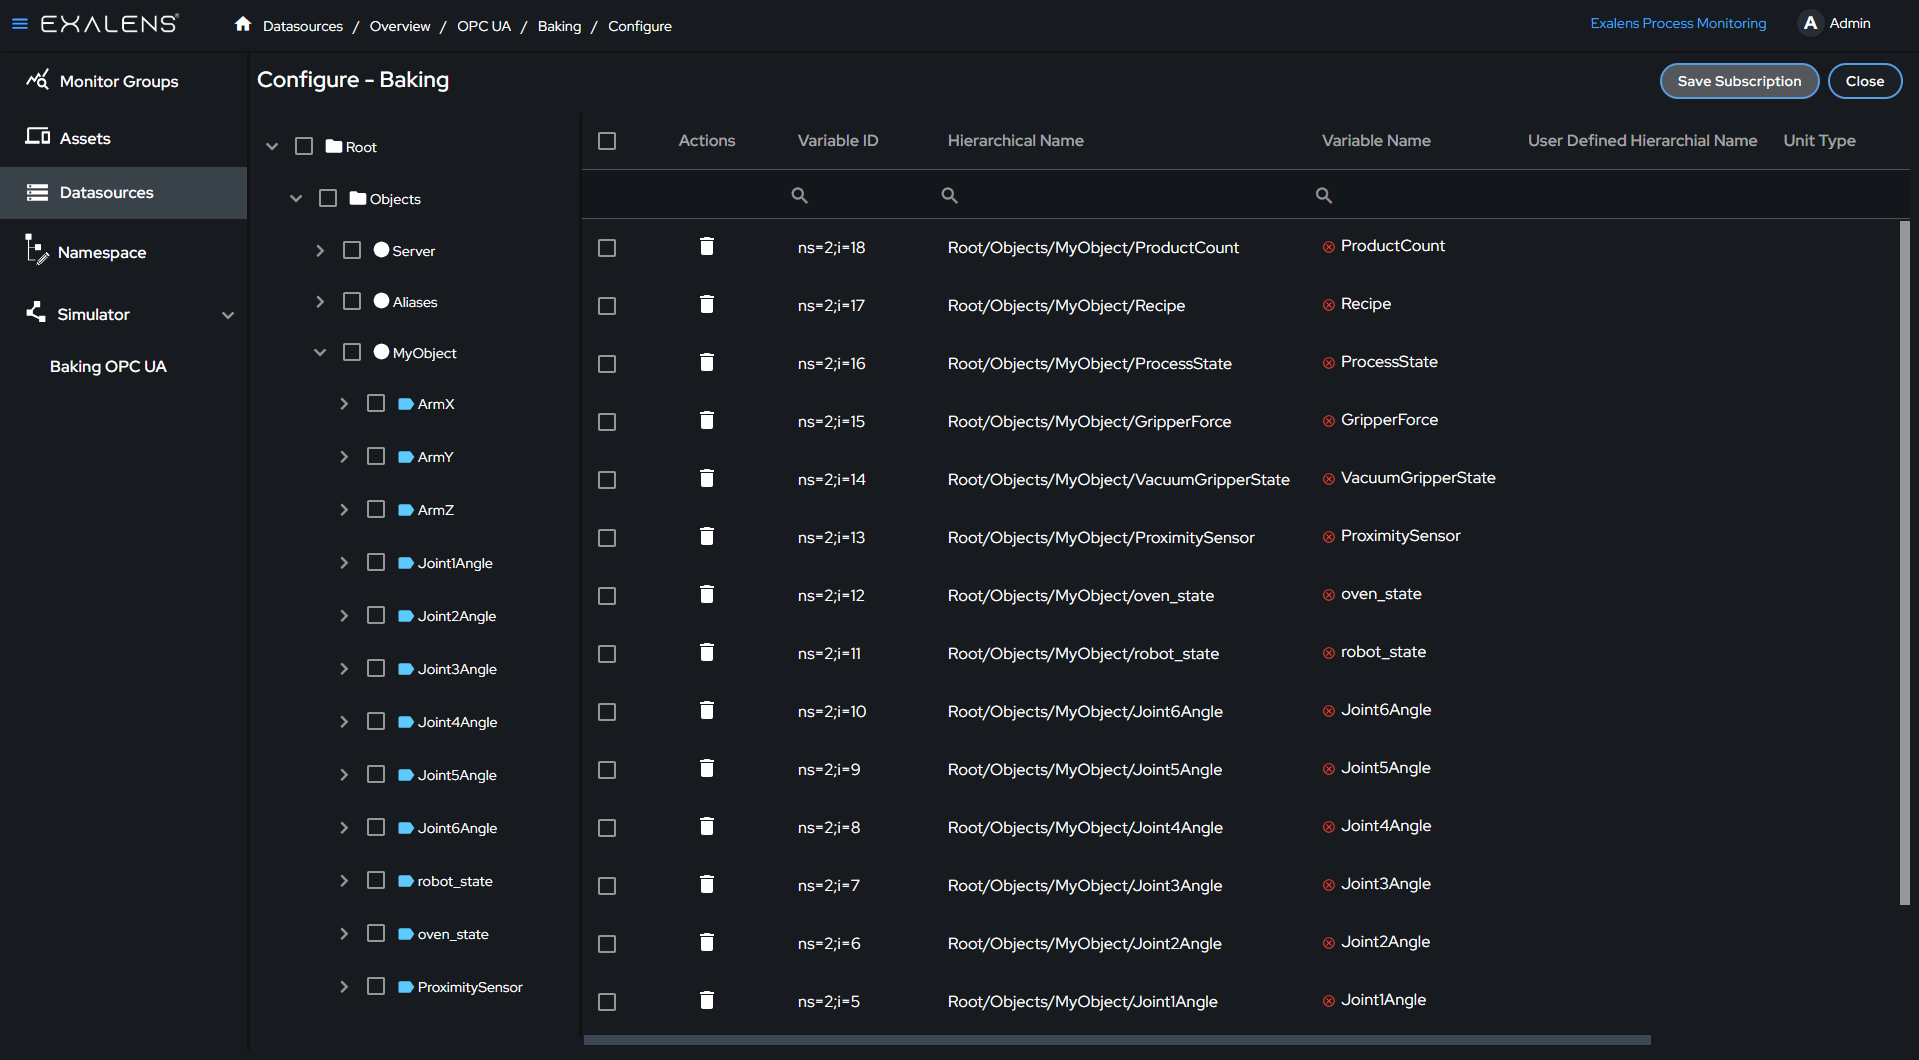 EXALENS
Datasources / Overview / OPC UA / Baking / Configure
Exalens Process Monitoring
A Admin
Monitor Groups
Assets
Datasources
Namespace
Simulator
Baking OPC UA
Configure - Baking
Save Subscription
Close
Root
Objects
Server
Aliases
MyObject
ArmX
ArmY
ArmZ
Joint1Angle
Joint2Angle
Joint3Angle
Joint4Angle
Joint5Angle
Joint6Angle
robot_state
oven_state
ProximitySensor
Actions Variable ID Hierarchical Name Variable Name User Defined Hierarchial Name Unit Type
ns=2;i=18 Root/Objects/MyObject/ProductCount ProductCount
ns=2;i=17 Root/Objects/MyObject/Recipe Recipe
ns=2;i=16 Root/Objects/MyObject/ProcessState ProcessState
ns=2;i=15 Root/Objects/MyObject/GripperForce GripperForce
ns=2;i=14 Root/Objects/MyObject/VacuumGripperState VacuumGripperState
ns=2;i=13 Root/Objects/MyObject/ProximitySensor ProximitySensor
ns=2;i=12 Root/Objects/MyObject/oven_state oven_state
ns=2;i=11 Root/Objects/MyObject/robot_state robot_state
ns=2;i=10 Root/Objects/MyObject/Joint6Angle Joint6Angle
ns=2;i=9 Root/Objects/MyObject/Joint5Angle Joint5Angle
ns=2;i=8 Root/Objects/MyObject/Joint4Angle Joint4Angle
ns=2;i=7 Root/Objects/MyObject/Joint3Angle Joint3Angle
ns=2;i=6 Root/Objects/MyObject/Joint2Angle Joint2Angle
ns=2;i=5 Root/Objects/MyObject/Joint1Angle Joint1Angle